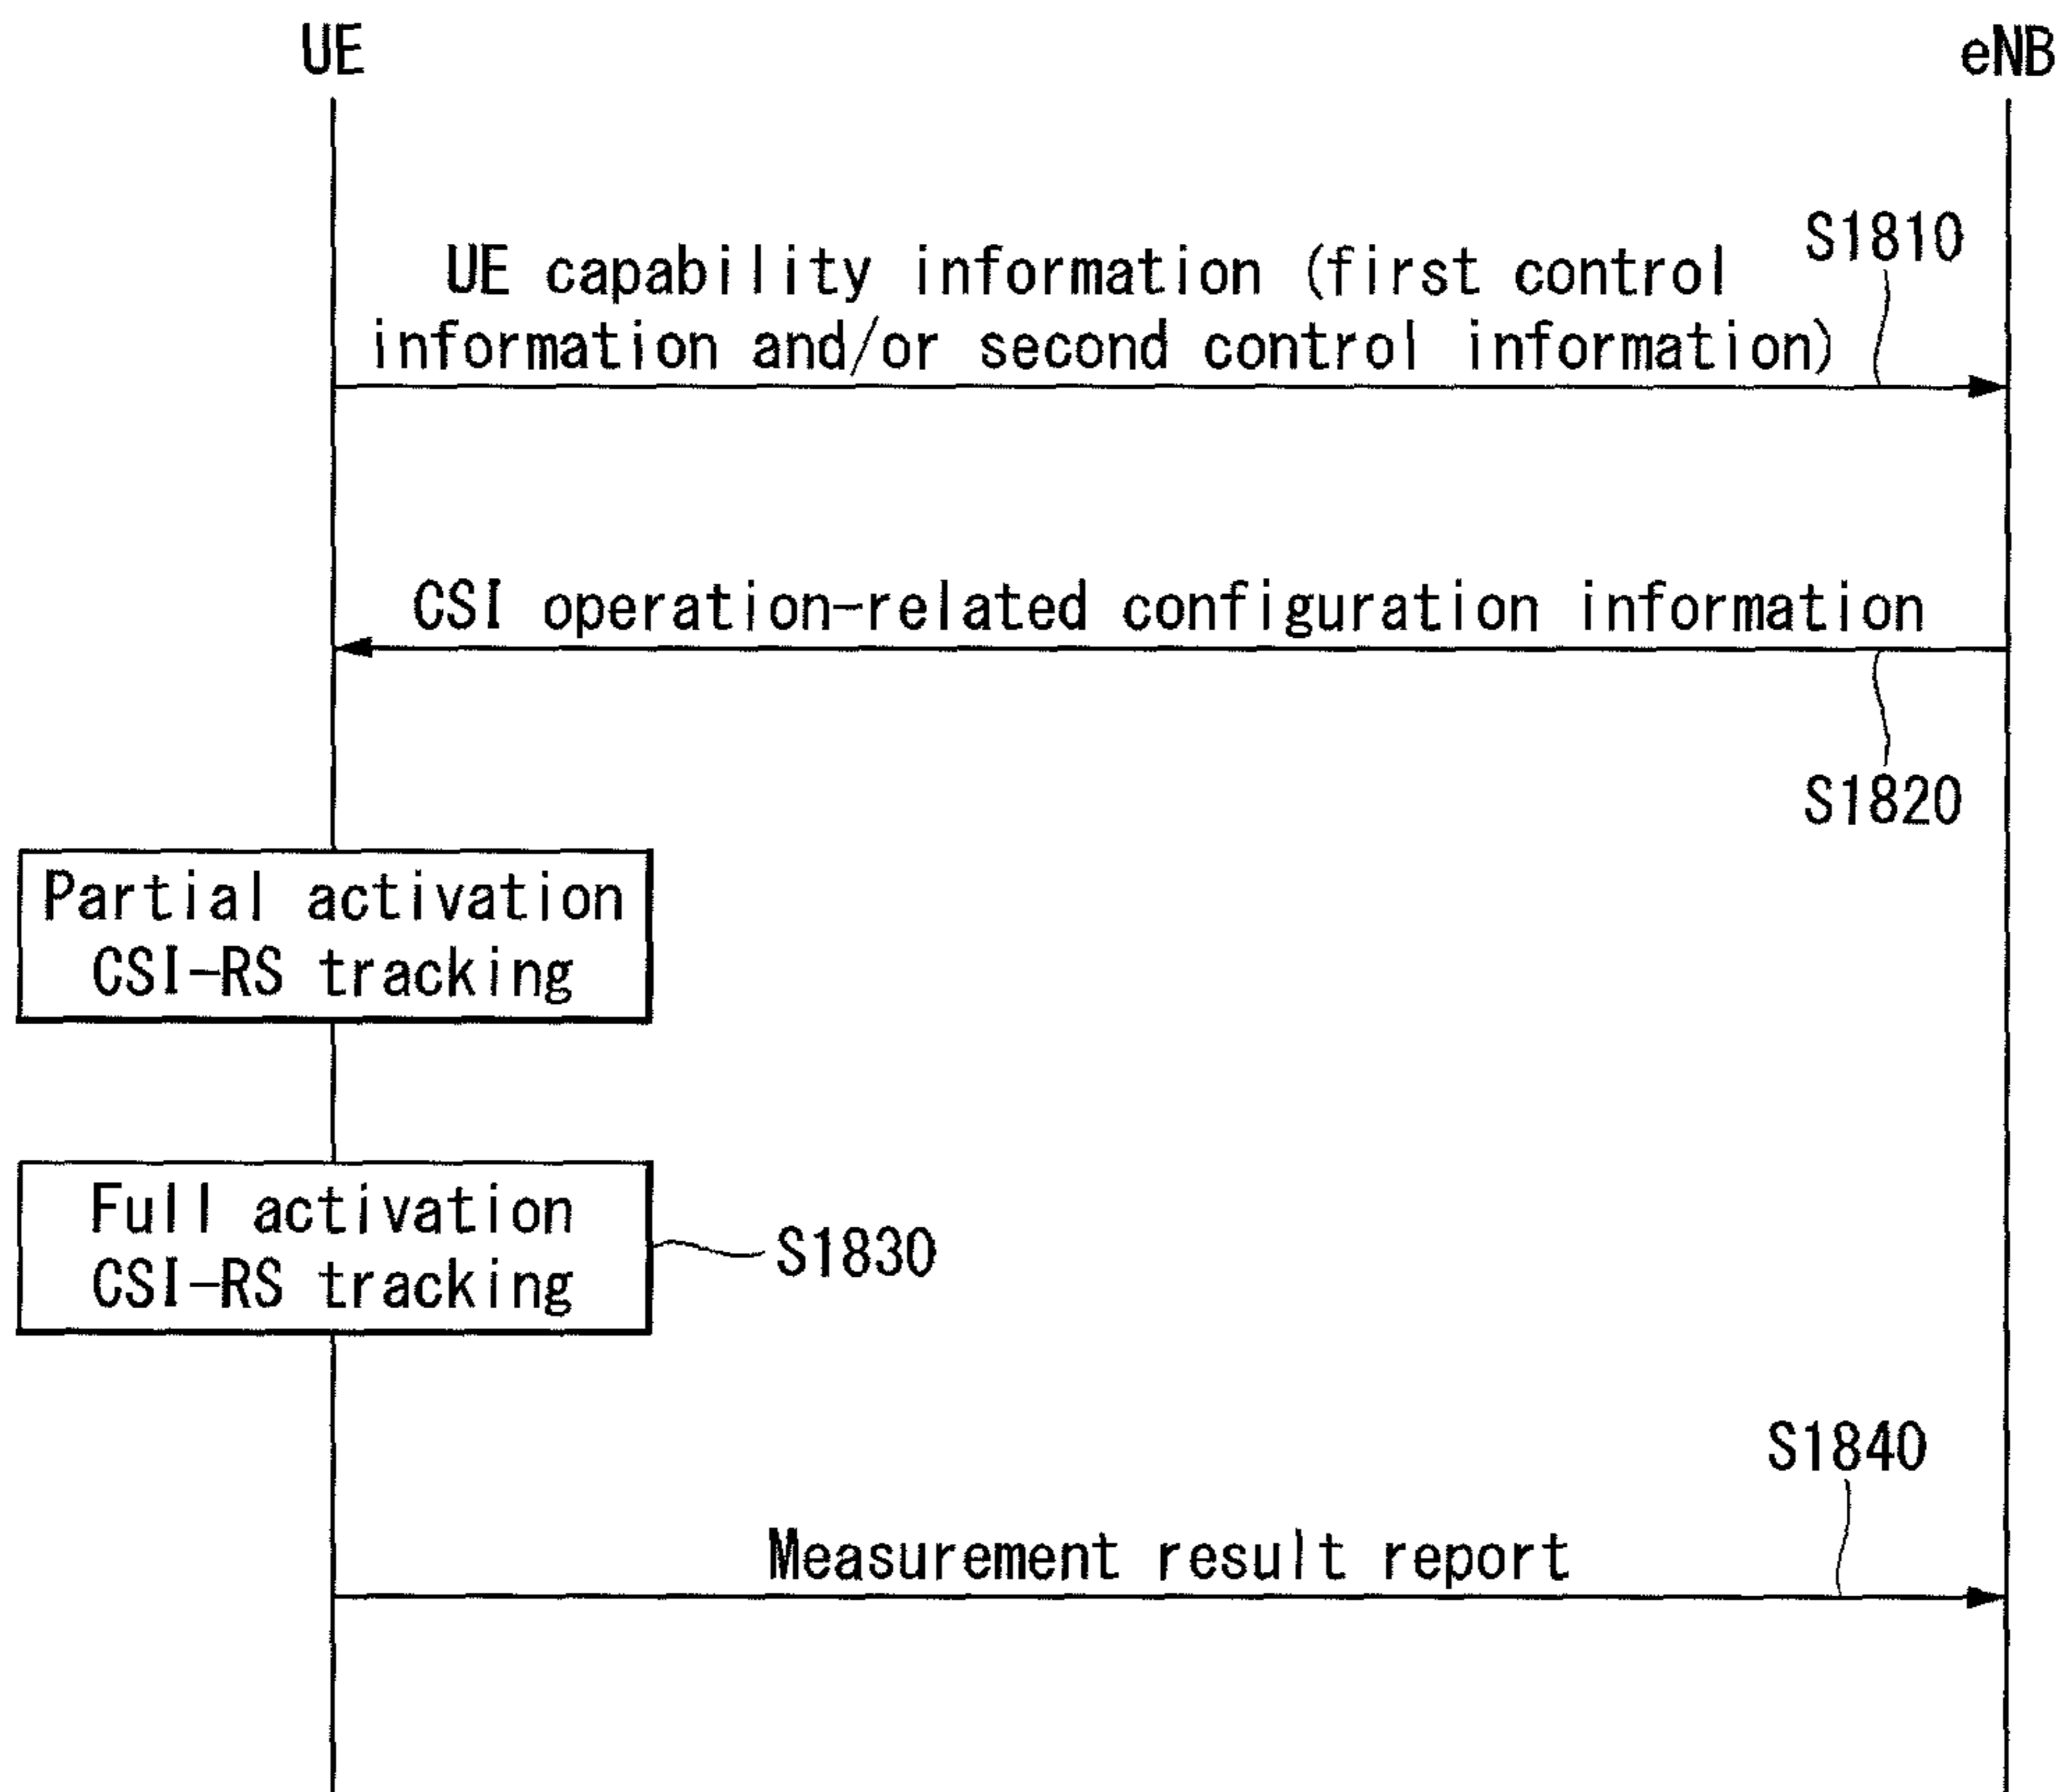 UE
eNB
S1810
UE capability information (first control
information and/or second control information)
CSI operation-related configuration information
S1820
Partial activation
CSI-RS tracking
Full activation
CSI-RS tracking
S1830
S1840
Measurement result report